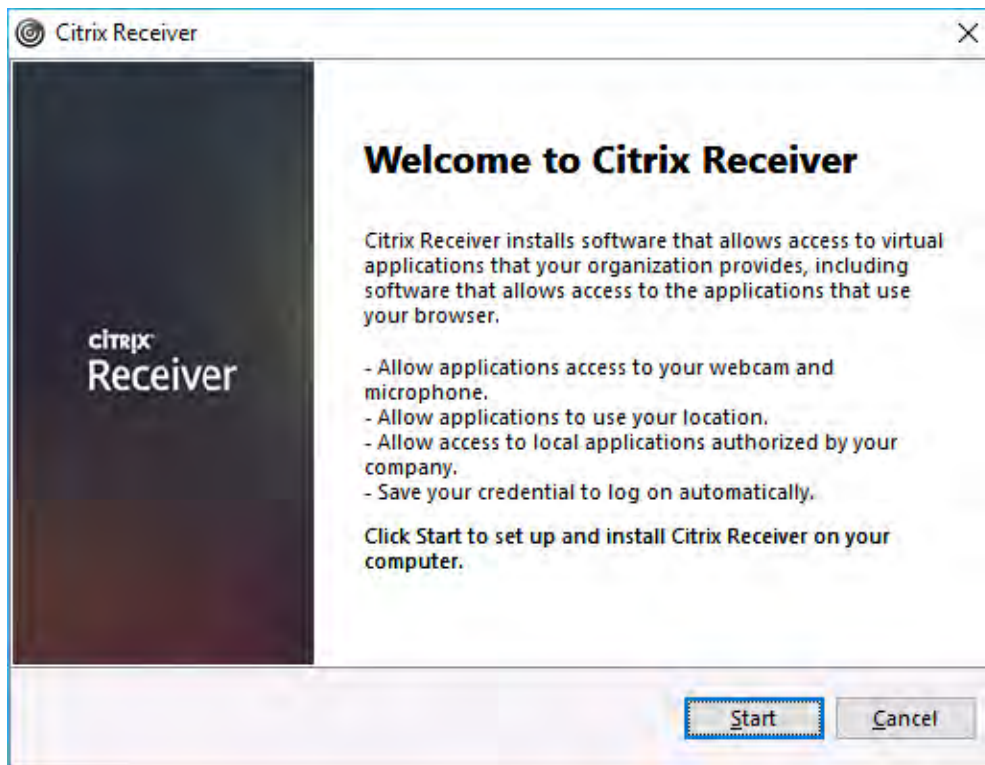 Citrix Receiver
Welcome to Citrix Receiver
Citrix Receiver installs software that allows access to virtual
applications that your organization provides, including
software that allows access to the applications that use
your browser.
CİTRIX
Receiver
- Allow applications access to your webcam and
microphone.
- Allow applications to use your location.
- Allow access to local applications authorized by your
company.
- Save your credential to log on automatically.
Click Start to set up and install Citrix Receiver on your
computer.
Start
Cancel